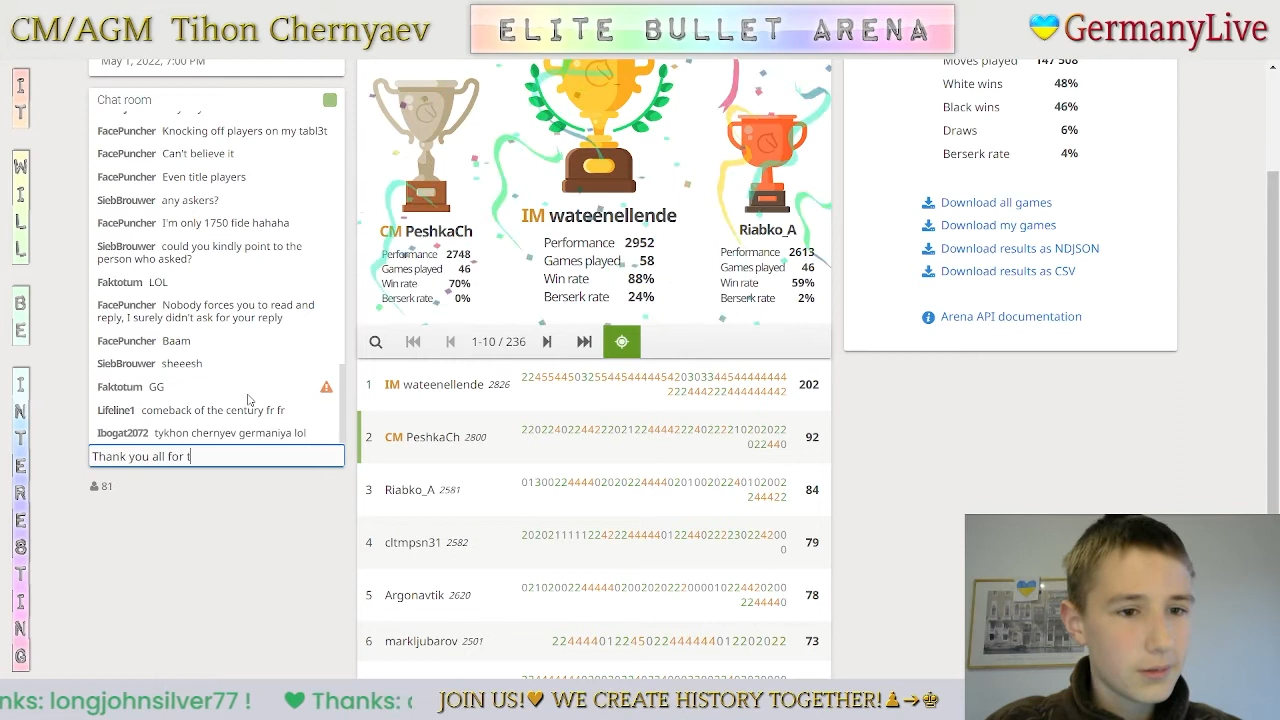 CM/AGM Tihon Chernyaev
ELITE BULLET ARENA
GermanyLive
IT
WILL
BE
INTERESTING
May 1, 2022, 7:00 PM
Chat room
FacePuncher Knocking off players on my tabl3t
FacePuncher Can't believe it
FacePuncher Even title players
SiebBrouwer any askers?
FacePuncher I'm only 1750 fide hahaha
SiebBrouwer could you kindly point to the
person who asked?
Faktotum LOL
FacePuncher Nobody forces you to read and
reply, I surely didn't ask for your reply
FacePuncher Baam
SiebBrouwer sheeesh
Faktotum GG
Lifeline1 comeback of the century fr fr
Ibogat2072 tykhon chernyev germaniya lol
Thank you all for t
81
CM PeshkaCh
Performance 2748
Games played 46
Win rate 70%
Berserk rate 0%
IM wateenellende
Performance 2952
Games played 58
Win rate 88%
Berserk rate 24%
Riabko_A
Performance 2613
Games played 46
Win rate 59%
Berserk rate 2%
1-10 / 236
1 IM wateenellende 2826 202
2 CM PeshkaCh 2800 92
022440
3 Riabko_A 2581 84
244422
4 cltmpsn31 2582 79
0
5 Argonavtik 2620 78
224440
6 markljubarov 2501 73
Moves played 147 508
White wins 48%
Black wins 46%
Draws 6%
Berserk rate 4%
Download all games
Download my games
Download results as NDJSON
Download results as CSV
Arena API documentation
nks: longjohnsilver77 ! Thanks:
JOIN US! WE CREATE HISTORY TOGETHER!